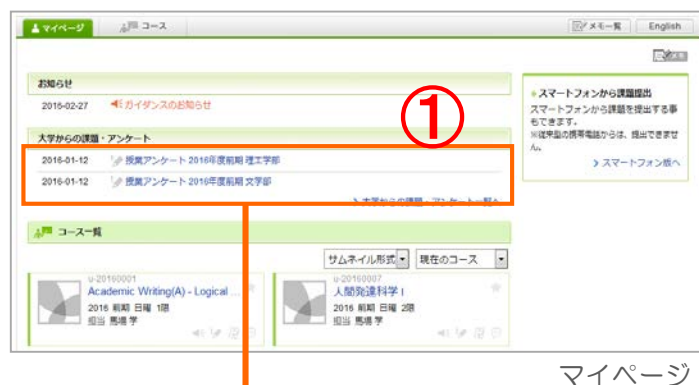 マイページ
コース
メモ一覧
English
メモ
お知らせ
2016-02-27 ガイダンスのお知らせ
大学からの課題・アンケート
2016-01-12 授業アンケート 2016年度前期 理工学部
2016-01-12 授業アンケート 2016年度前期 文学部
大学からの課題・アンケート一覧へ
①
スマートフォンから課題提出
スマートフォンから課題を提出する事
もできます。
※従来型の携帯電話からは、提出できませ
ん。
スマートフォン版へ
コース一覧
サムネイル形式 現在のコース
u-20160001
Academic Writing(A) - Logical ...
2016 前期 日曜 1限
担当 馬場 学
u-20160007
人間発達科学 I
2016 前期 日曜 2限
担当 馬場 学
マイページ